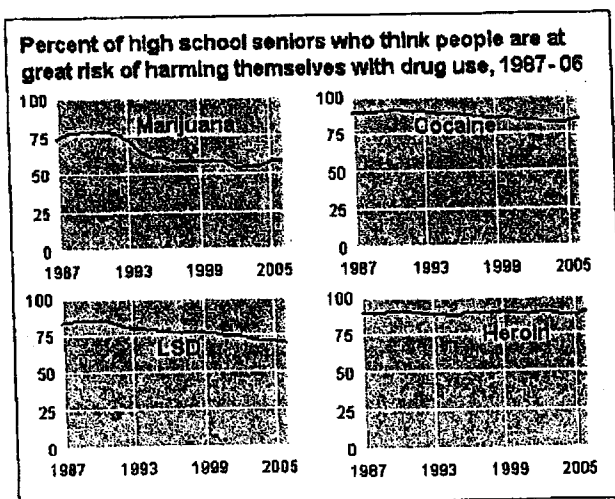 Percent of high school seniors who think people are at
great risk of harming themselves with drug use, 1987-06
100
75
50
25
0
Marijuana
1987 1993 1999 2005
100
75
50
25
0
Cocaine
1987 1993 1999 2005
100
75
50
25
0
LSD
1987 1993 1999 2005
100
75
50
25
0
Heroin
1987 1993 1999 2005